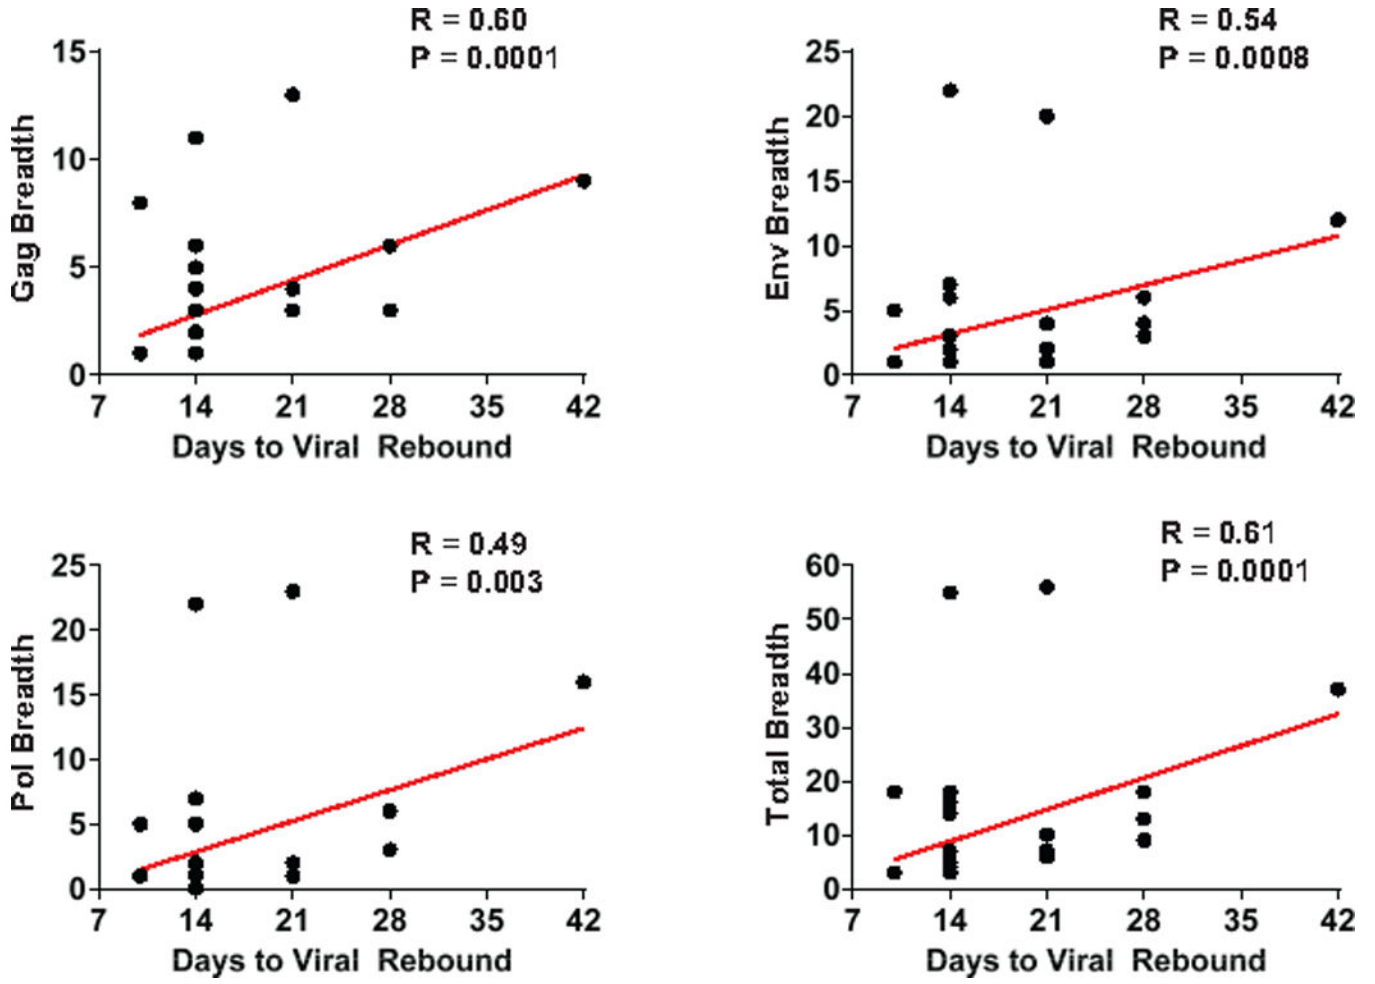 R = 0.60
P = 0.0001
15
10
5
0
Gag Breadth
7 14 21 28 35 42
Days to Viral Rebound
R = 0.54
P = 0.0008
25
20
15
10
5
0
Env Breadth
7 14 21 28 35 42
Days to Viral Rebound
R = 0.49
P = 0.003
25
20
15
10
5
0
Pol Breadth
7 14 21 28 35 42
Days to Viral Rebound
R = 0.61
P = 0.0001
60
50
40
30
20
10
0
Total Breadth
7 14 21 28 35 42
Days to Viral Rebound